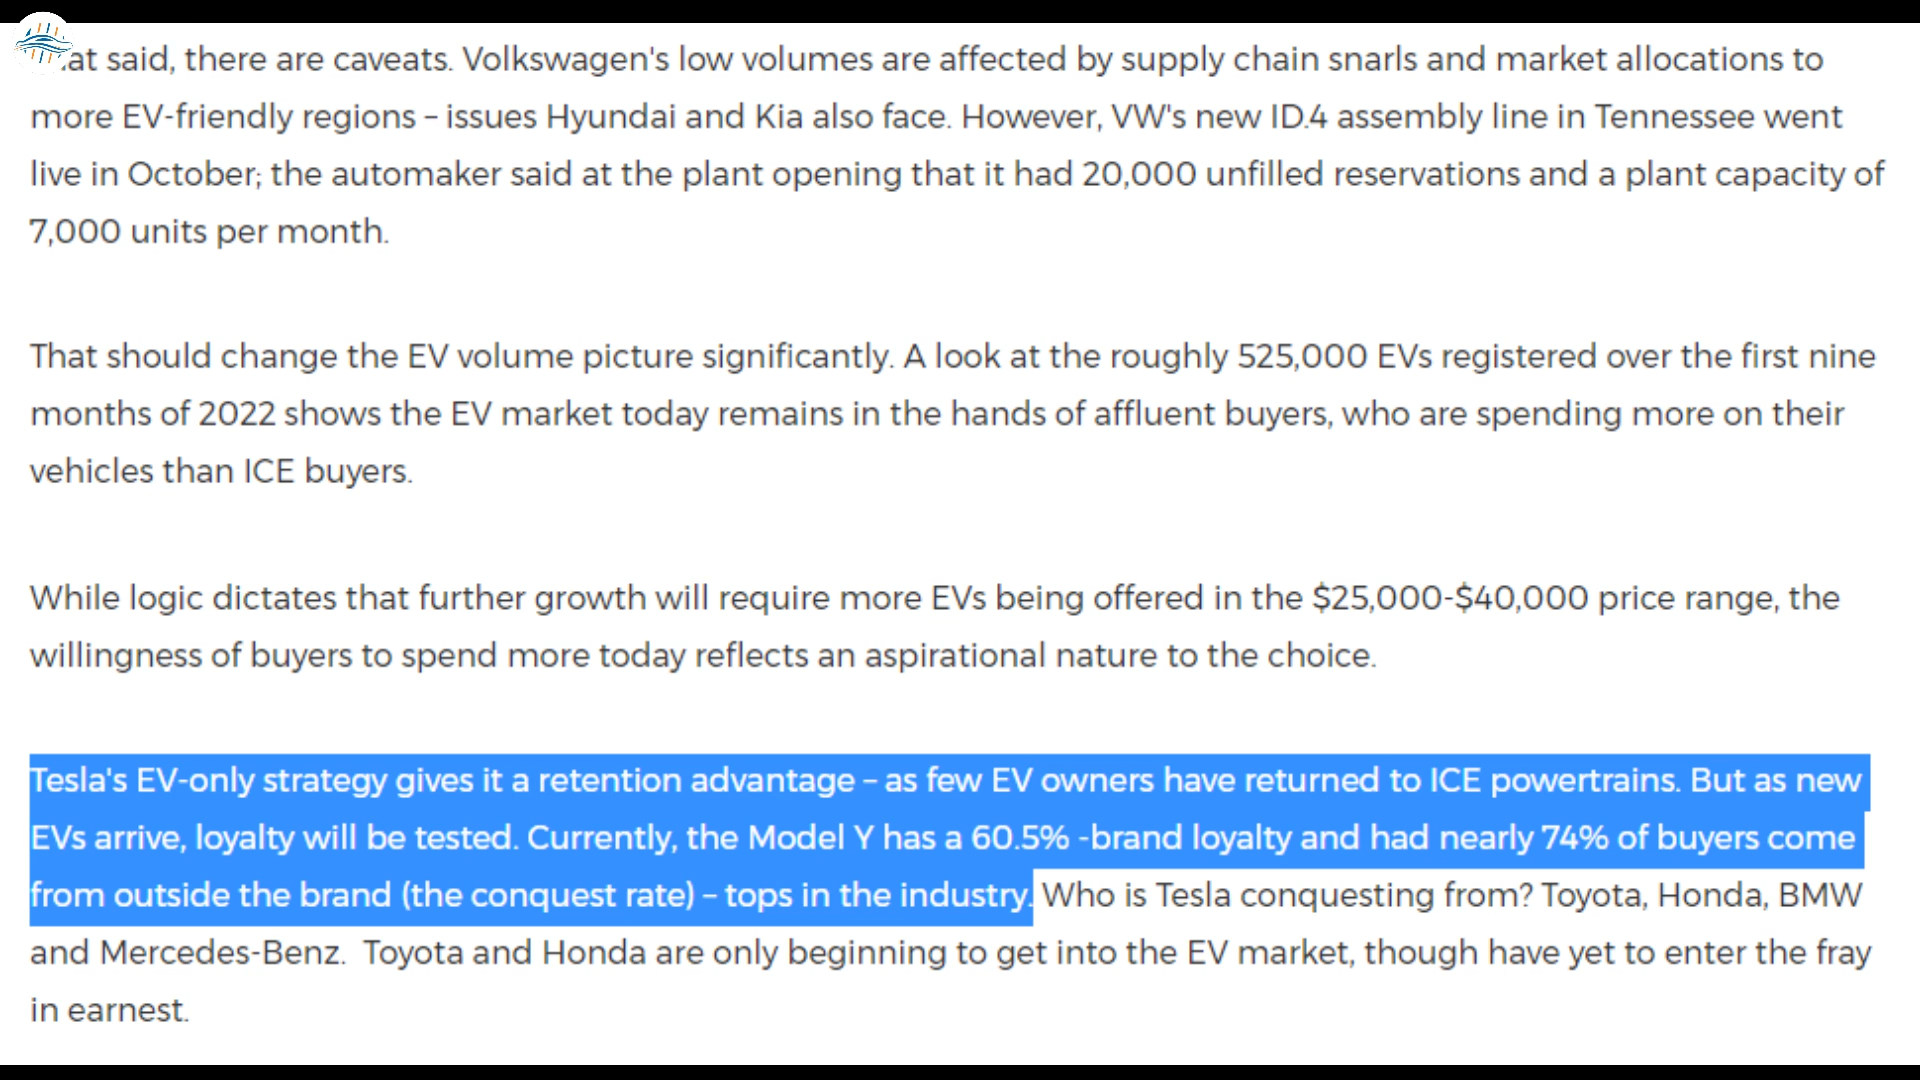 at said, there are caveats. Volkswagen's low volumes are affected by supply chain snarls and market allocations to
more EV-friendly regions – issues Hyundai and Kia also face. However, VW's new ID.4 assembly line in Tennessee went
live in October; the automaker said at the plant opening that it had 20,000 unfilled reservations and a plant capacity of
7,000 units per month.
That should change the EV volume picture significantly. A look at the roughly 525,000 EVs registered over the first nine
months of 2022 shows the EV market today remains in the hands of affluent buyers, who are spending more on their
vehicles than ICE buyers.
While logic dictates that further growth will require more EVs being offered in the $25,000-$40,000 price range, the
willingness of buyers to spend more today reflects an aspirational nature to the choice.
Tesla's EV-only strategy gives it a retention advantage – as few EV owners have returned to ICE powertrains. But as new
EVs arrive, loyalty will be tested. Currently, the Model Y has a 60.5% -brand loyalty and had nearly 74% of buyers come
from outside the brand (the conquest rate) – tops in the industry. Who is Tesla conquesting from? Toyota, Honda, BMW
and Mercedes-Benz.  Toyota and Honda are only beginning to get into the EV market, though have yet to enter the fray
in earnest.